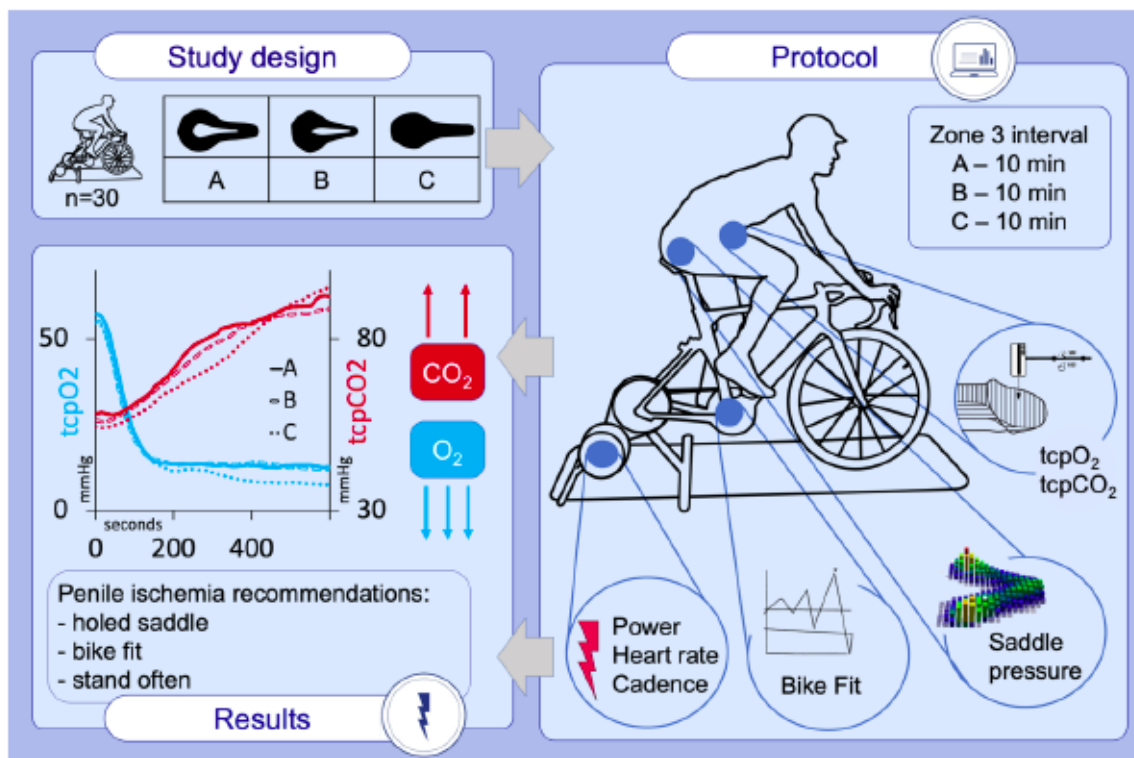 Study design
n=30
A
B
C
Protocol
Zone 3 interval
A – 10 min
B – 10 min
C – 10 min
tcpO₂
tcpCO₂
Saddle
pressure
Bike Fit
Power
Heart rate
Cadence
50
0
tcpO2
mmHg
80
30
tcpCO2
mmHg
A
B
C
seconds
0 200 400
CO₂
O₂
Penile ischemia recommendations:
- holed saddle
- bike fit
- stand often
Results